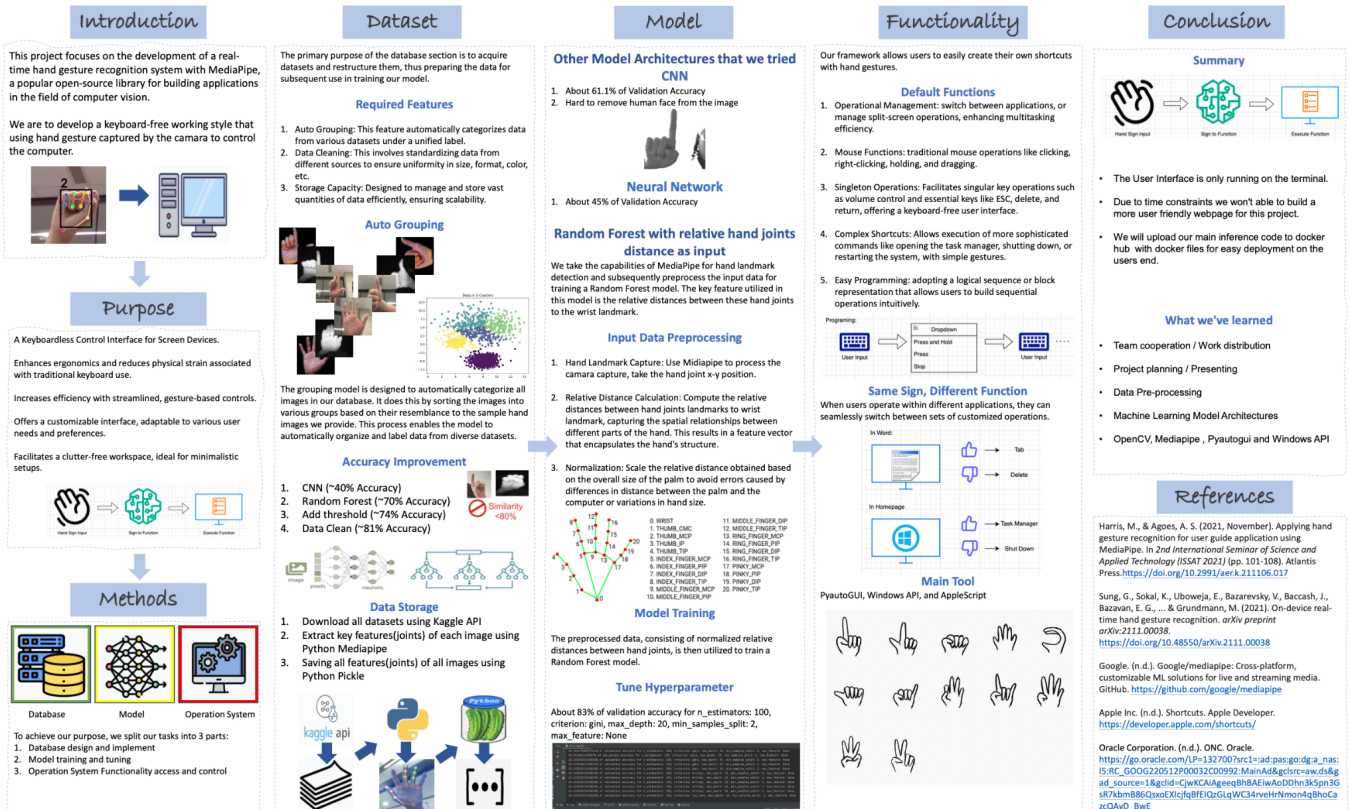 Introduction
This project focuses on the development of a real-
time hand gesture recognition system with MediaPipe,
a popular open-source library for building applications
in the field of computer vision.
We are to develop a keyboard-free working style that
using hand gesture captured by the camara to control
the computer.
2
Purpose
A Keyboardless Control Interface for Screen Devices.
Enhances ergonomics and reduces physical strain associated
with traditional keyboard use.
Increases efficiency with streamlined, gesture-based controls.
Offers a customizable interface, adaptable to various user
needs and preferences.
Facilitates a clutter-free workspace, ideal for minimalistic
setups.
Hand Sign Input
Sign to Function
Execute Function
Methods
Database
Model
Operation System
To achieve our purpose, we split our tasks into 3 parts:
1. Database design and implement
2. Model training and tuning
3. Operation System Functionality access and control
Dataset
The primary purpose of the database section is to acquire
datasets and restructure them, thus preparing the data for
subsequent use in training our model.
Required Features
1. Auto Grouping: This feature automatically categorizes data
from various datasets under a unified label.
2. Data Cleaning: This involves standardizing data from
different sources to ensure uniformity in size, format, color,
etc.
3. Storage Capacity: Designed to manage and store vast
quantities of data efficiently, ensuring scalability.
Auto Grouping
The grouping model is designed to automatically categorize all
images in our database. It does this by sorting the images into
various groups based on their resemblance to the sample hand
images we provide. This process enables the model to
automatically organize and label data from diverse datasets.
Accuracy Improvement
1. CNN (~40% Accuracy)
2. Random Forest (~70% Accuracy)
3. Add threshold (~74% Accuracy)
4. Data Clean (~81% Accuracy)
Similarity
<80%
image
pixels
neurons
Data Storage
1. Download all datasets using Kaggle API
2. Extract key features(joints) of each image using
Python Mediapipe
3. Saving all features(joints) of all images using
Python Pickle
kaggle api
Python
Model
Other Model Architectures that we tried
CNN
1. About 61.1% of Validation Accuracy
2. Hard to remove human face from the image
Neural Network
1. About 45% of Validation Accuracy
Random Forest with relative hand joints
distance as input
We take the capabilities of MediaPipe for hand landmark
detection and subsequently preprocess the input data for
training a Random Forest model. The key feature utilized in
this model is the relative distances between these hand joints
to the wrist landmark.
Input Data Preprocessing
1. Hand Landmark Capture: Use Midiapipe to process the
camara capture, take the hand joint x-y position.
2. Relative Distance Calculation: Compute the relative
distances between hand joints landmarks to wrist
landmark, capturing the spatial relationships between
different parts of the hand. This results in a feature vector
that encapsulates the hand's structure.
3. Normalization: Scale the relative distance obtained based
on the overall size of the palm to avoid errors caused by
differences in distance between the palm and the
computer or variations in hand size.
0. WRIST
1. THUMB_CMC
2. THUMB_MCP
3. THUMB_IP
4. THUMB_TIP
5. INDEX_FINGER_MCP
6. INDEX_FINGER_PIP
7. INDEX_FINGER_DIP
8. INDEX_FINGER_TIP
9. MIDDLE_FINGER_MCP
10. MIDDLE_FINGER_PIP
11. MIDDLE_FINGER_DIP
12. MIDDLE_FINGER_TIP
13. RING_FINGER_MCP
14. RING_FINGER_PIP
15. RING_FINGER_DIP
16. RING_FINGER_TIP
17. PINKY_MCP
18. PINKY_PIP
19. PINKY_DIP
20. PINKY_TIP
Model Training
The preprocessed data, consisting of normalized relative
distances between hand joints, is then utilized to train a
Random Forest model.
Tune Hyperparameter
About 83% of validation accuracy for n_estimators: 100,
criterion: gini, max_depth: 20, min_samples_split: 2,
max_feature: None
Functionality
Our framework allows users to easily create their own shortcuts
with hand gestures.
Default Functions
1. Operational Management: switch between applications, or
manage split-screen operations, enhancing multitasking
efficiency.
2. Mouse Functions: traditional mouse operations like clicking,
right-clicking, holding, and dragging.
3. Singleton Operations: Facilitates singular key operations such
as volume control and essential keys like ESC, delete, and
return, offering a keyboard-free user interface.
4. Complex Shortcuts: Allows execution of more sophisticated
commands like opening the task manager, shutting down, or
restarting the system, with simple gestures.
5. Easy Programming: adopting a logical sequence or block
representation that allows users to build sequential
operations intuitively.
Programing:
User Input
Dropdown
Press and Hold
Press
Stop
User Input
Same Sign, Different Function
When users operate within different applications, they can
seamlessly switch between sets of customized operations.
In Word:
Tab
Delete
In Homepage
Task Manager
Shut Down
Main Tool
PyautoGUI, Windows API, and AppleScript
Conclusion
Summary
Hand Sign Input
Sign to Function
Execute Function
• The User Interface is only running on the terminal.
• Due to time constraints we won't able to build a
more user friendly webpage for this project.
• We will upload our main inference code to docker
hub with docker files for easy deployment on the
users end.
What we've learned
• Team cooperation / Work distribution
• Project planning / Presenting
• Data Pre-processing
• Machine Learning Model Architectures
• OpenCV, Mediapipe , Pyautogui and Windows API
References
Harris, M., & Agoes, A. S. (2021, November). Applying hand
gesture recognition for user guide application using
MediaPipe. In 2nd International Seminar of Science and
Applied Technology (ISSAT 2021) (pp. 101-108). Atlantis
Press.https://doi.org/10.2991/aer.k.211106.017
Sung, G., Sokal, K., Uboweja, E., Bazarevsky, V., Baccash, J.,
Bazavan, E. G., ... & Grundmann, M. (2021). On-device real-
time hand gesture recognition. arXiv preprint
arXiv:2111.00038.
https://doi.org/10.48550/arXiv.2111.00038
Google. (n.d.). Google/mediapipe: Cross-platform,
customizable ML solutions for live and streaming media.
GitHub. https://github.com/google/mediapipe
Apple Inc. (n.d.). Shortcuts. Apple Developer.
https://developer.apple.com/shortcuts/
Oracle Corporation. (n.d.). ONC. Oracle.